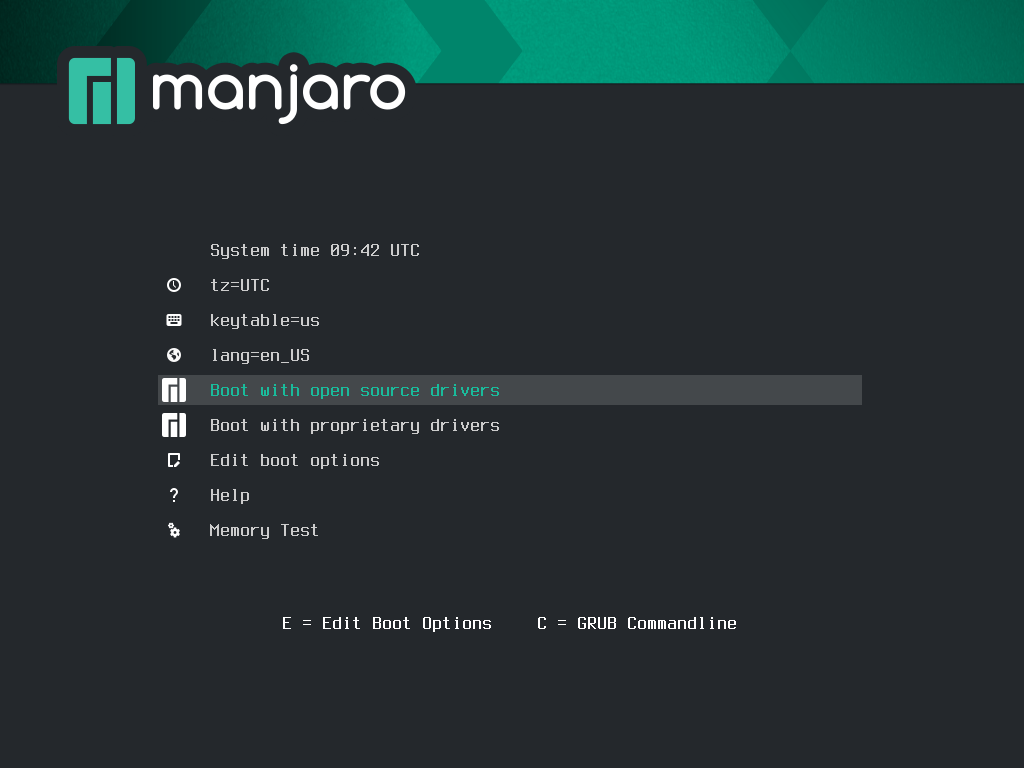 manjaro
System time 09:42 UTC
tz=UTC
keytable=us
lang=en_US
Boot with open source drivers
Boot with proprietary drivers
Edit boot options
Help
Memory Test
E = Edit Boot Options C = GRUB Commandline